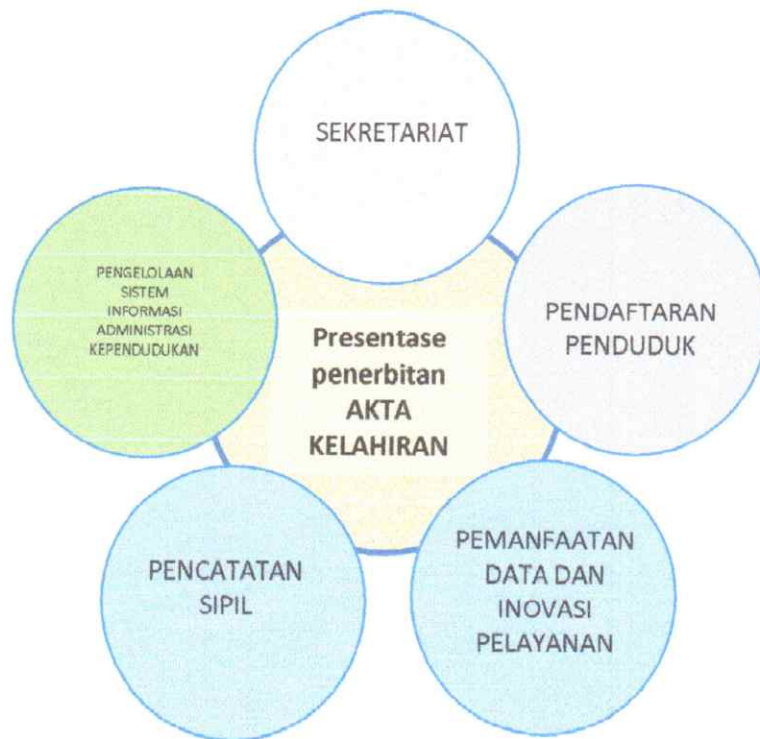 SEKRETARIAT
PENGELOLAAN
SISTEM
INFORMASI
ADMINISTRASI
KEPENDUDUKAN
Presentase
penerbitan
AKTA
KELAHIRAN
PENDAFTARAN
PENDUDUK
PENCATATAN
SIPIL
PEMANFAATAN
DATA DAN
INOVASI
PELAYANAN